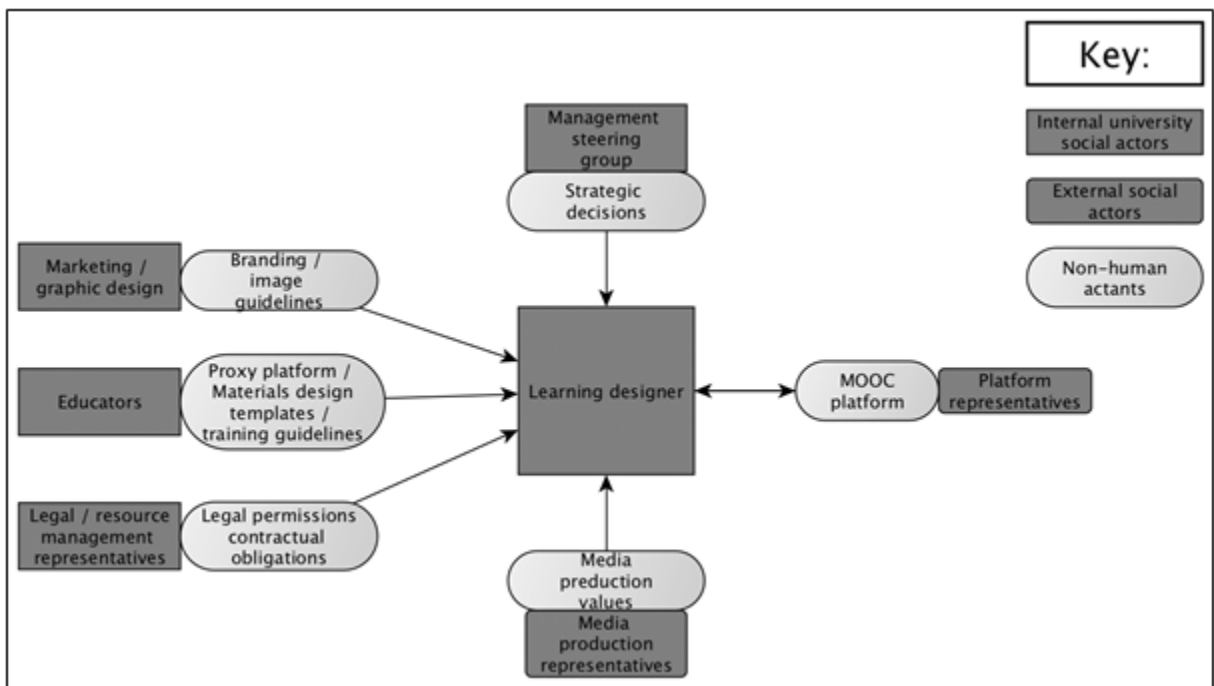 Key:
Internal university
social actors
External social
actors
Non-human
actants
Management
steering
group
Strategic
decisions
Marketing /
graphic design
Branding /
image
guidelines
Educators
Proxy platform /
Materials design
templates /
training guidelines
Legal / resource
management
representatives
Legal permissions
contractual
obligations
Learning designer
MOOC
platform
Platform
representatives
Media
preduction
values
Media
production
representatives